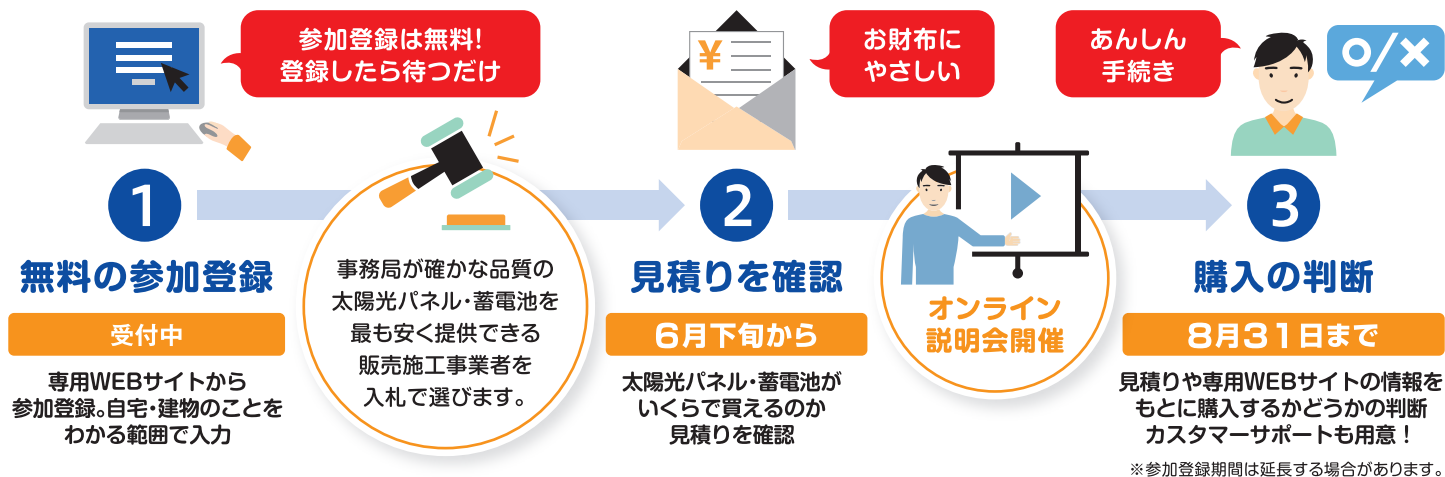 参加登録は無料!
登録したら待つだけ
1
無料の参加登録
受付中
専用WEBサイトから
参加登録。自宅・建物のことを
わかる範囲で入力
事務局が確かな品質の
太陽光パネル・蓄電池を
最も安く提供できる
販売施工事業者を
入札で選びます。
¥
お財布に
やさしい
2
見積りを確認
6月下旬から
太陽光パネル・蓄電池が
いくらで買えるのか
見積りを確認
オンライン
説明会開催
あんしん
手続き
○/×
3
購入の判断
8月31日まで
見積りや専用WEBサイトの情報を
もとに購入するかどうかの判断
カスタマーサポートも用意！
※参加登録期間は延長する場合があります。